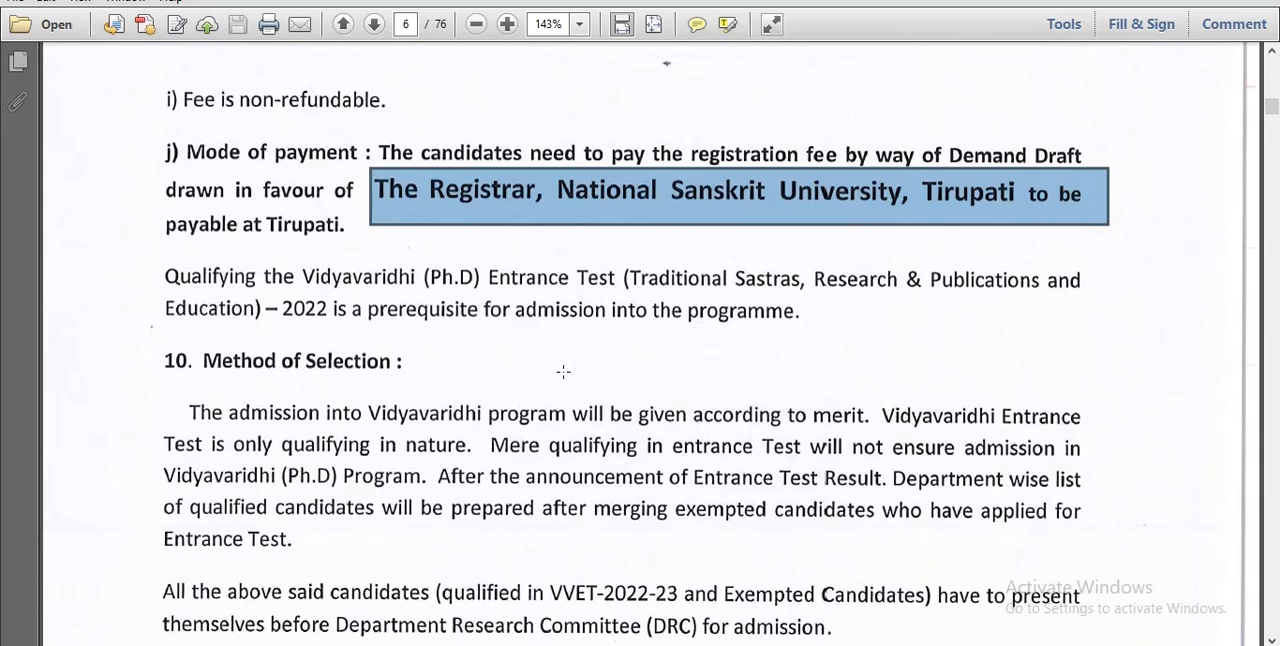 Open
6 / 76
143%
Tools
Fill & Sign
Comment
i) Fee is non-refundable.
j) Mode of payment : The candidates need to pay the registration fee by way of Demand Draft
drawn in favour of The Registrar, National Sanskrit University, Tirupati to be
payable at Tirupati.
Qualifying the Vidyavaridhi (Ph.D) Entrance Test (Traditional Sastras, Research & Publications and
Education) – 2022 is a prerequisite for admission into the programme.
10. Method of Selection :
The admission into Vidyavaridhi program will be given according to merit. Vidyavaridhi Entrance
Test is only qualifying in nature. Mere qualifying in entrance Test will not ensure admission in
Vidyavaridhi (Ph.D) Program. After the announcement of Entrance Test Result. Department wise list
of qualified candidates will be prepared after merging exempted candidates who have applied for
Entrance Test.
All the above said candidates (qualified in VVET-2022-23 and Exempted Candidates) have to present
themselves before Department Research Committee (DRC) for admission.
Activate Windows
Go to Settings to activate Windows.